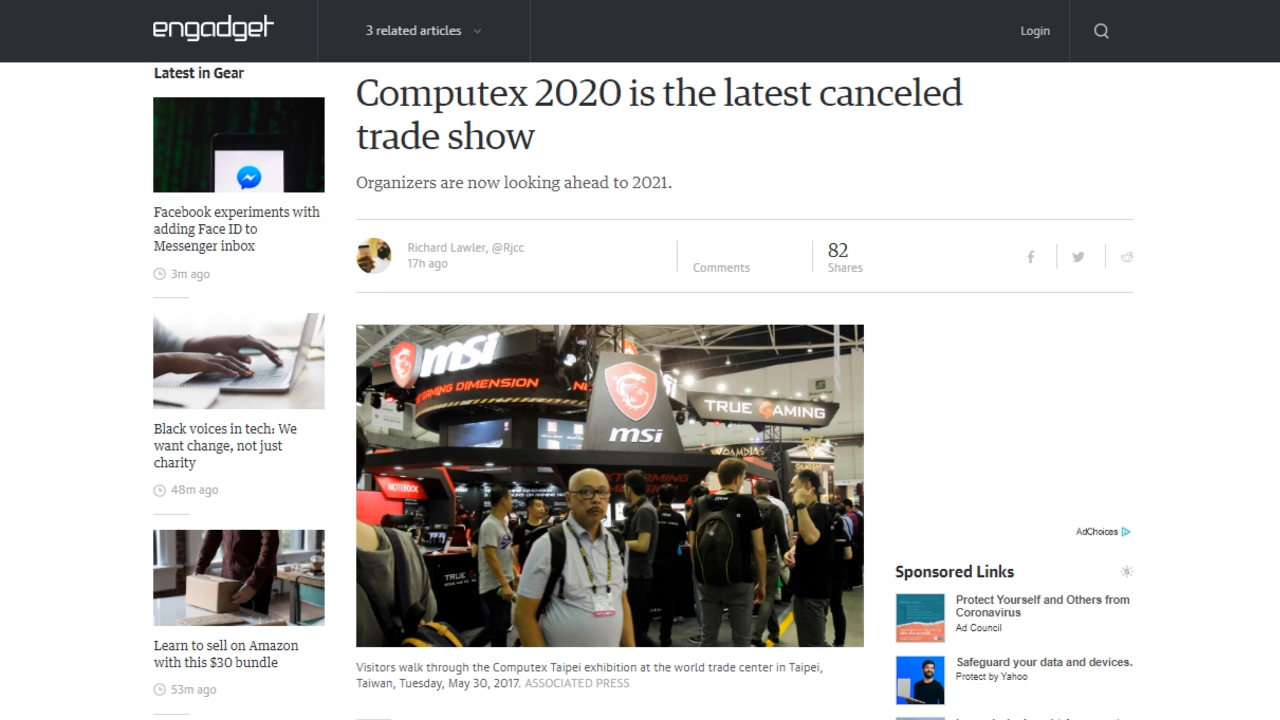 engadget
3 related articles
Login
Latest in Gear
Facebook experiments with
adding Face ID to
Messenger inbox
3m ago
Black voices in tech: We
want change, not just
charity
48m ago
Learn to sell on Amazon
with this $30 bundle
53m ago
Computex 2020 is the latest canceled
trade show
Organizers are now looking ahead to 2021.
Richard Lawler, @Rjcc
17h ago
Comments
82
Shares
msi
GAMING DIMENSION
TRUE GAMING
msi
GAMDIAS
NOTEBOOK
TRUE
Visitors walk through the Computex Taipei exhibition at the world trade center in Taipei,
Taiwan, Tuesday, May 30, 2017. ASSOCIATED PRESS
AdChoices
Sponsored Links
Protect Yourself and Others from
Coronavirus
Ad Council
Safeguard your data and devices.
Protect by Yahoo